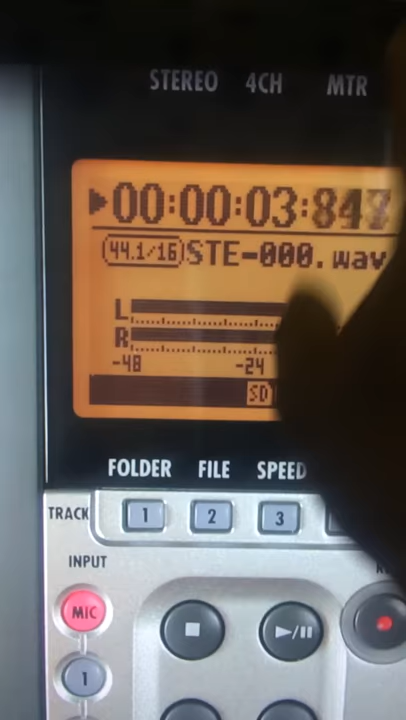 STEREO 4CH MTR
00:00:03:843
44.1/16 STE-000.wav
L
R
-48 -24
SD
FOLDER FILE SPEED
TRACK 1 2 3
INPUT
MIC
1